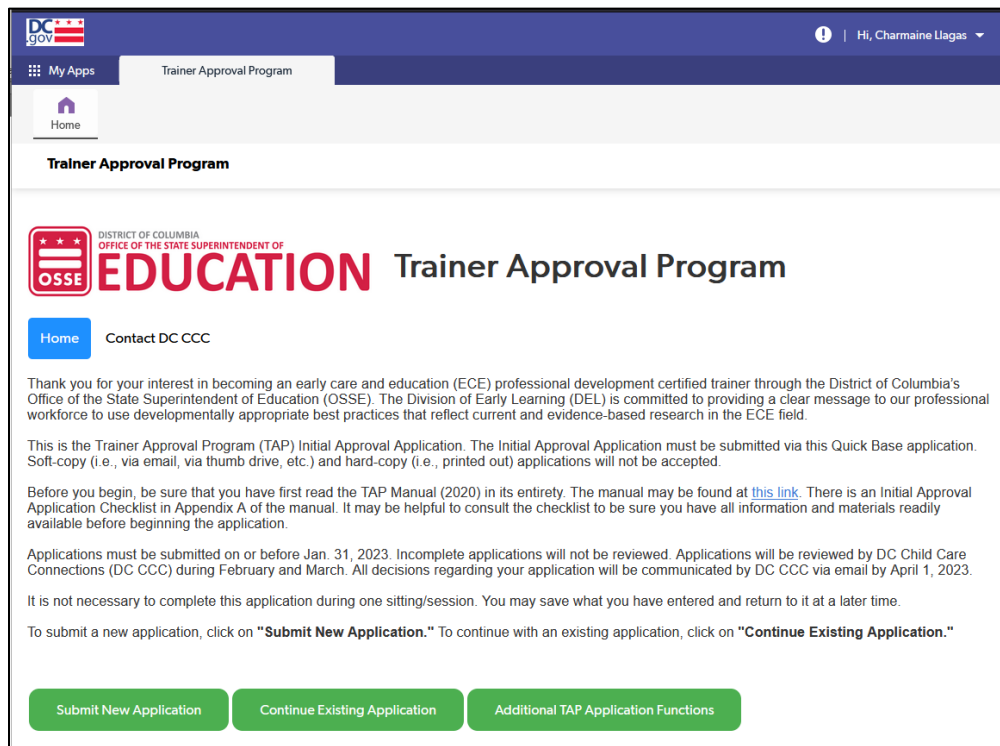 DC
.gov
! | Hi, Charmaine Llagas
My Apps
Trainer Approval Program
Home
Trainer Approval Program
DISTRICT OF COLUMBIA
OFFICE OF THE STATE SUPERINTENDENT OF
OSSE EDUCATION
Trainer Approval Program
Home
Contact DC CCC
Thank you for your interest in becoming an early care and education (ECE) professional development certified trainer through the District of Columbia's
Office of the State Superintendent of Education (OSSE). The Division of Early Learning (DEL) is committed to providing a clear message to our professional
workforce to use developmentally appropriate best practices that reflect current and evidence-based research in the ECE field.
This is the Trainer Approval Program (TAP) Initial Approval Application. The Initial Approval Application must be submitted via this Quick Base application.
Soft-copy (i.e., via email, via thumb drive, etc.) and hard-copy (i.e., printed out) applications will not be accepted.
Before you begin, be sure that you have first read the TAP Manual (2020) in its entirety. The manual may be found at this link. There is an Initial Approval
Application Checklist in Appendix A of the manual. It may be helpful to consult the checklist to be sure you have all information and materials readily
available before beginning the application.
Applications must be submitted on or before Jan. 31, 2023. Incomplete applications will not be reviewed. Applications will be reviewed by DC Child Care
Connections (DC CCC) during February and March. All decisions regarding your application will be communicated by DC CCC via email by April 1, 2023.
It is not necessary to complete this application during one sitting/session. You may save what you have entered and return to it at a later time.
To submit a new application, click on "Submit New Application." To continue with an existing application, click on "Continue Existing Application."
Submit New Application
Continue Existing Application
Additional TAP Application Functions